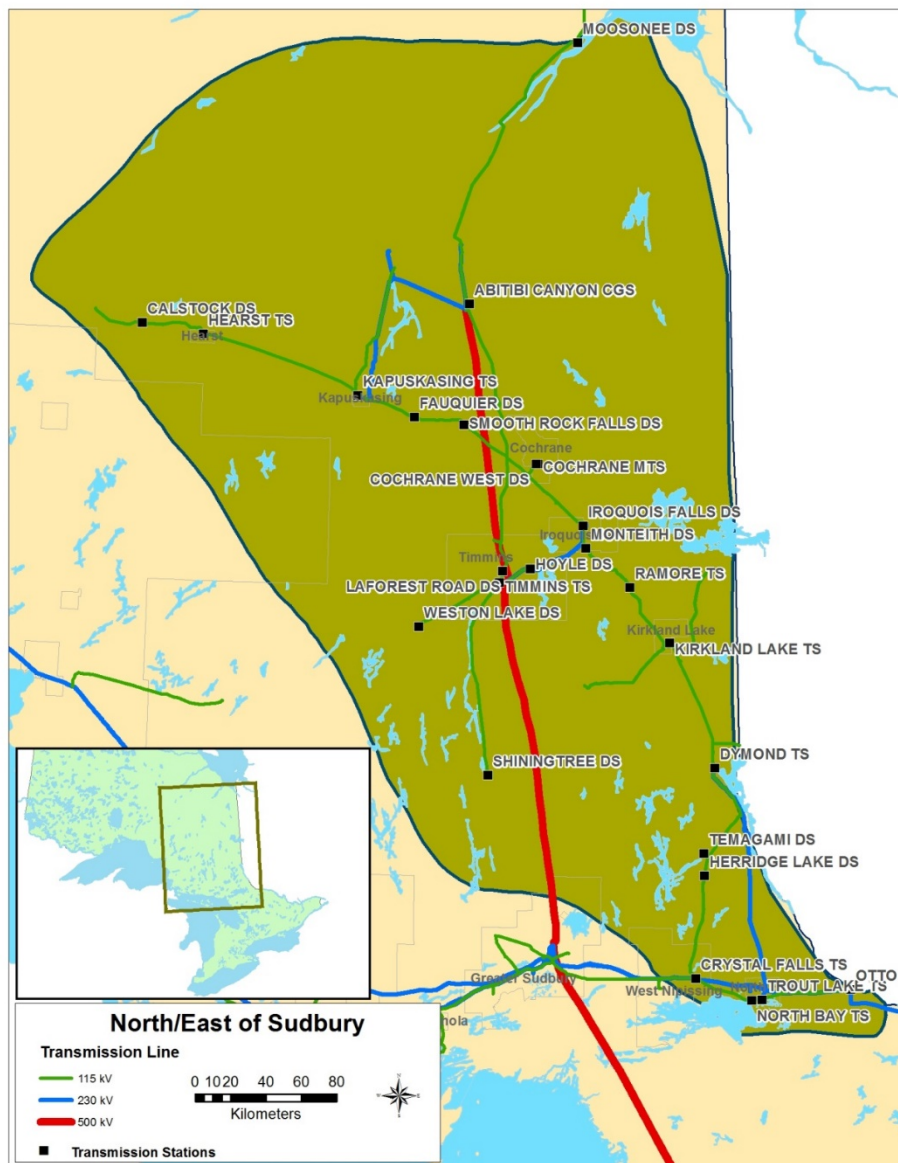 MOOSONEE DS
ABITIBI CANYON CGS
CALSTOCK DS
HEARST TS
Hearst
KAPUSKASING TS
Kapuskasing
FAUQUIER DS
SMOOTH ROCK FALLS DS
Cochrane
COCHRANE MTS
COCHRANE WEST DS
IROQUOIS FALLS DS
Iroquois
MONTEITH DS
Timmins
HOYLE DS
LAFOREST ROAD DS
TIMMINS TS
RAMORE TS
WESTON LAKE DS
Kirkland Lake
KIRKLAND LAKE TS
SHININGTREE DS
DYMOND TS
TEMAGAMI DS
HERRIDGE LAKE DS
CRYSTAL FALLS TS
Greater Sudbury
West Nipissing
OTTO
TROUT LAKE TS
NORTH BAY TS
nola
North/East of Sudbury
Transmission Line
115 kV
230 kV
500 kV
0 10 20 40 60 80
Kilometers
Transmission Stations